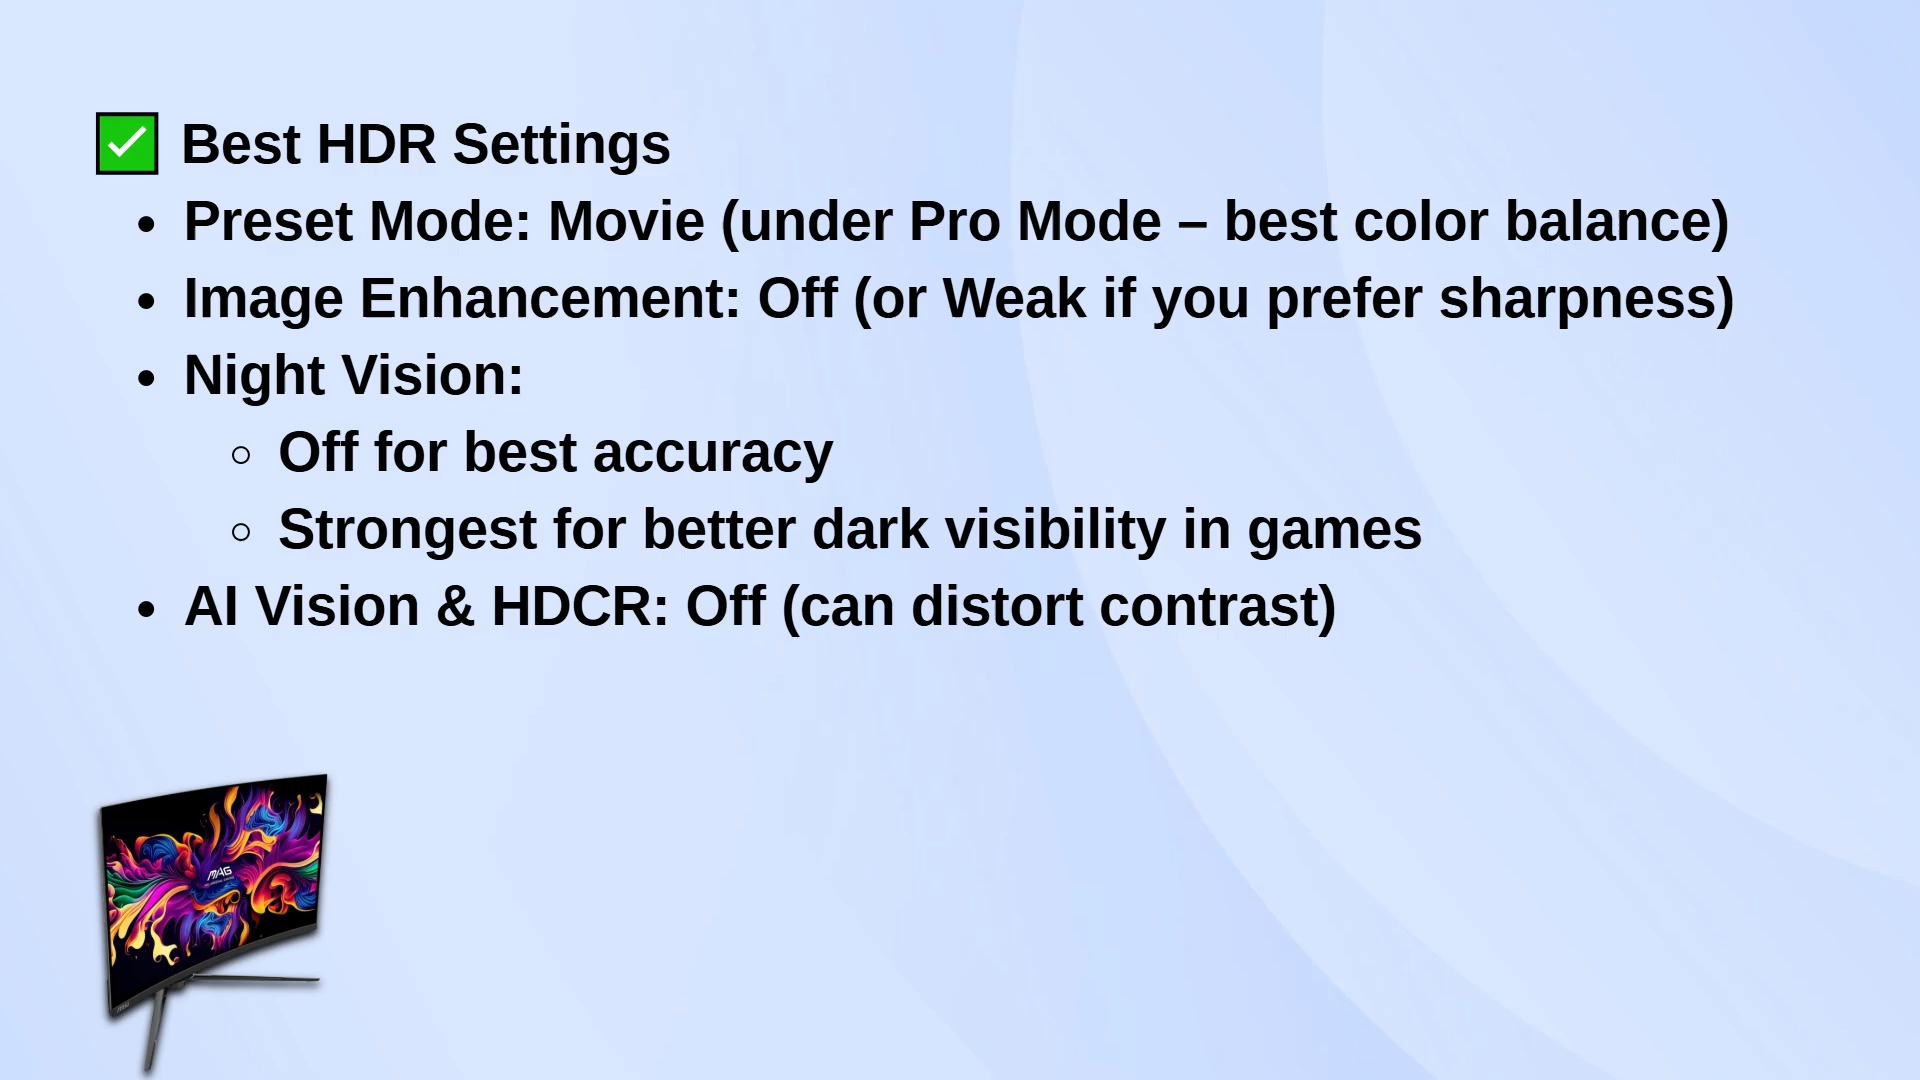 ✅ Best HDR Settings
• Preset Mode: Movie (under Pro Mode – best color balance)
• Image Enhancement: Off (or Weak if you prefer sharpness)
• Night Vision:
◦ Off for best accuracy
◦ Strongest for better dark visibility in games
• AI Vision & HDCR: Off (can distort contrast)
MAG